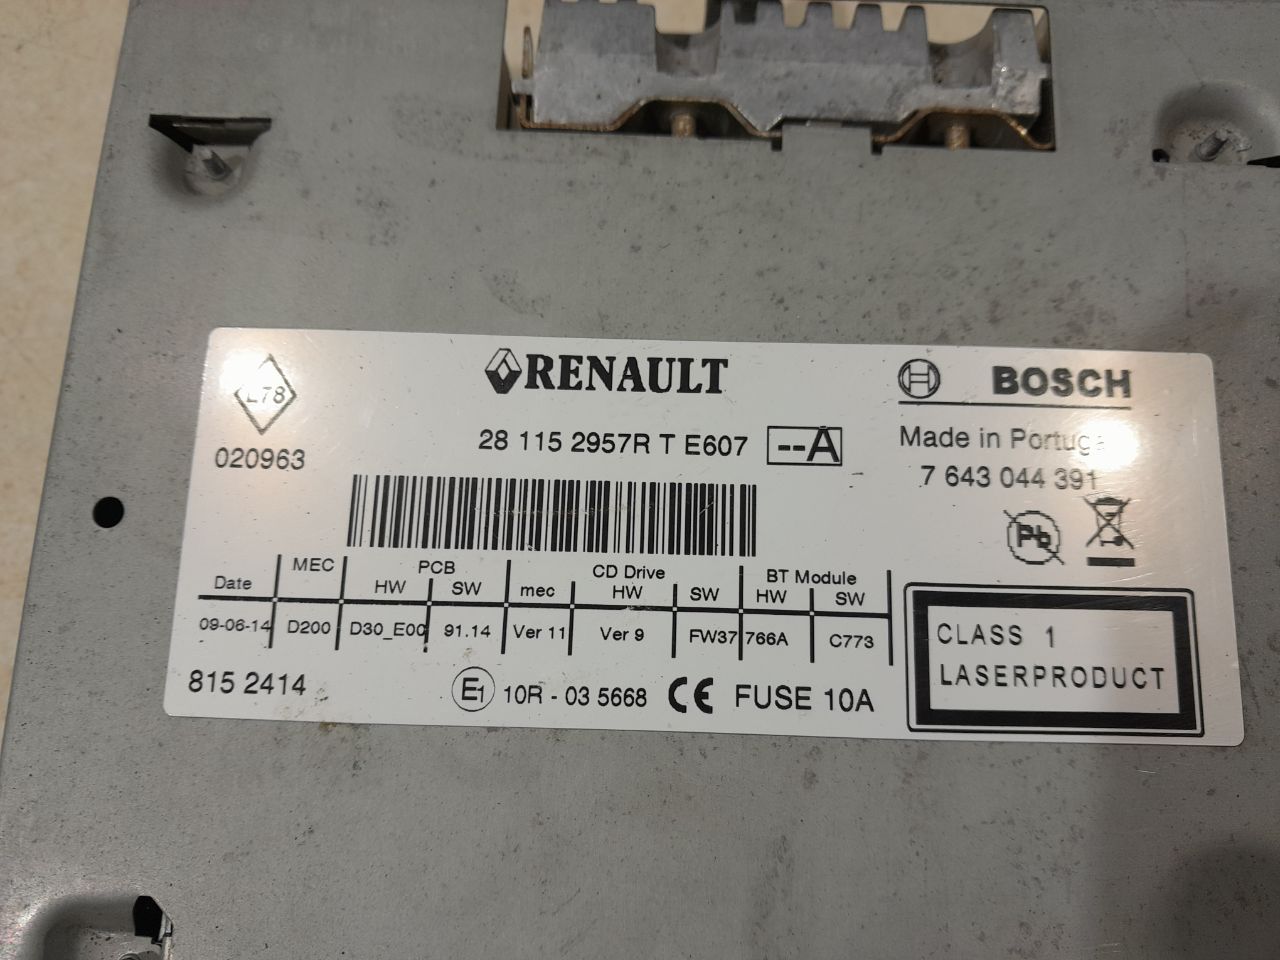 L78
RENAULT
BOSCH
28 115 2957R T E607 --A
Made in
020963
7 643 044 391
Pb
MEC PCB CD Drive BT Module
Date HW SW mec HW SW HW SW
09-06-14 D200 D30_E00 91.14 Ver 11 Ver 9 FW37 766A C773
CLASS 1
LASERPRODUCT
815 2414
E1 10R - 03 5668 CE FUSE 10A